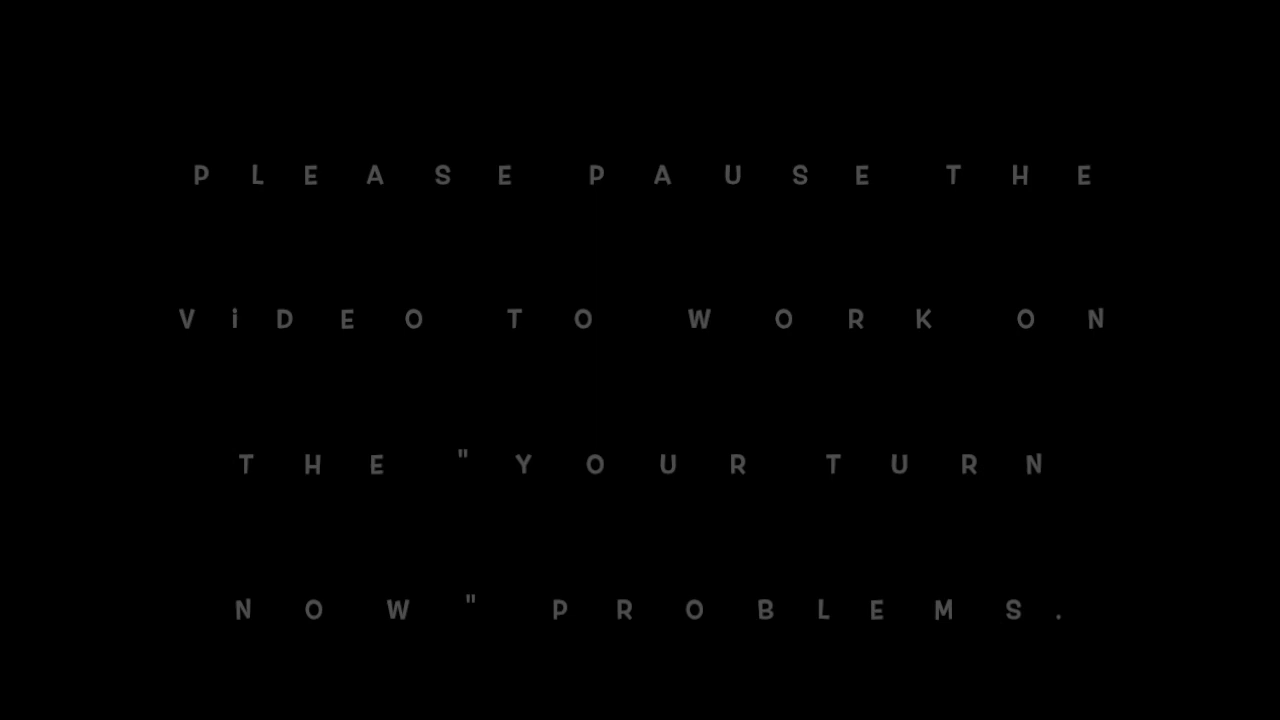 PLEASE PAUSE THE
ViDEO TO WORK ON
THE "YOUR TURN
NOW" PROBLEMS.